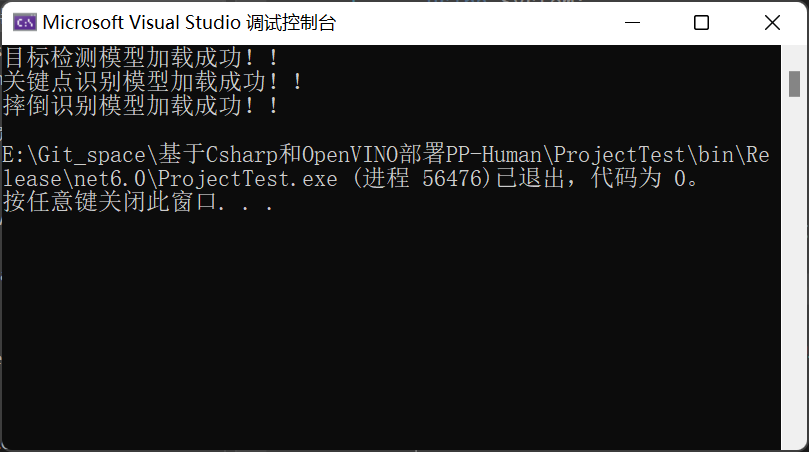 Microsoft Visual Studio 调试控制台
目标检测模型加载成功！！
关键点识别模型加载成功！！
摔倒识别模型加载成功！！
E:\Git_space\基于Csharp和OpenVINO部署PP-Human\ProjectTest\bin\Re
lease\net6.0\ProjectTest.exe (进程 56476)已退出，代码为 0。
按任意键关闭此窗口. . .